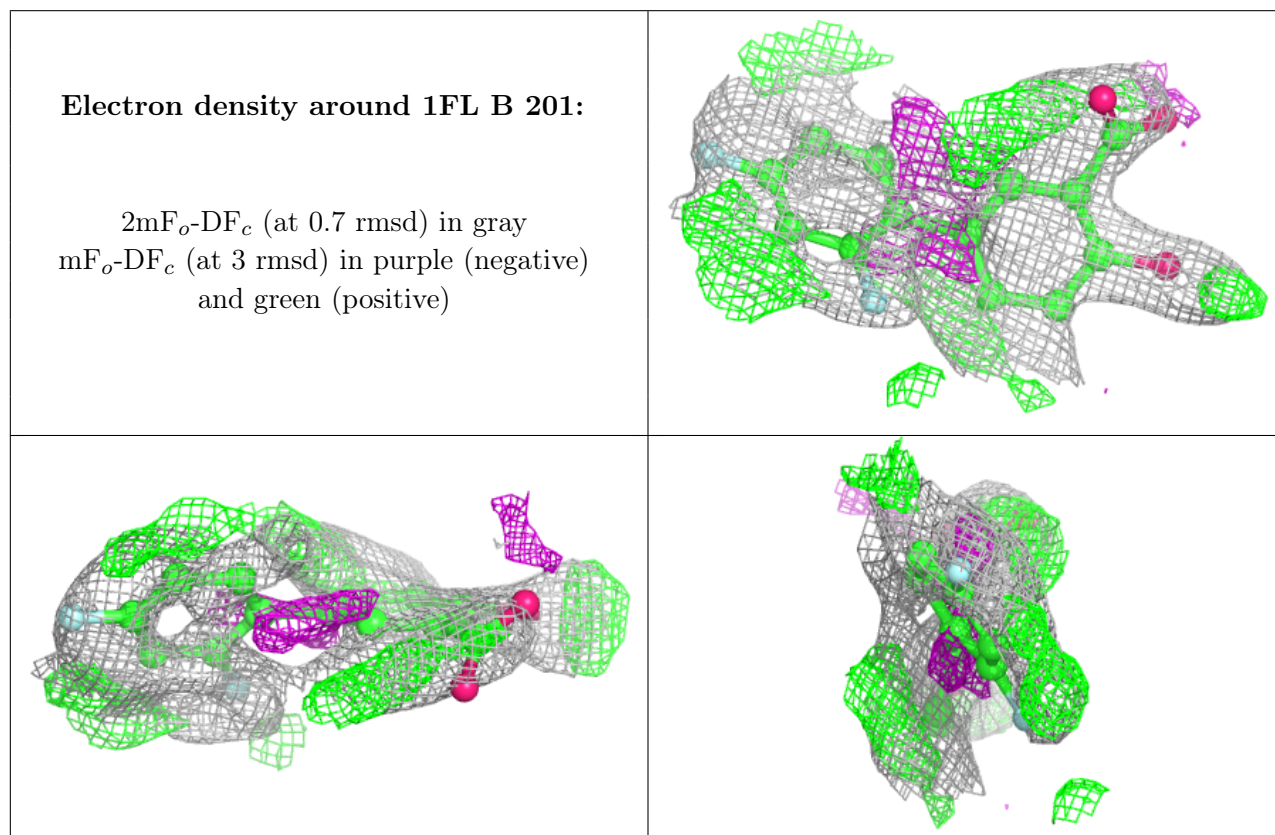 Electron density around 1FL B 201:
2mFₒ-DF𝒸 (at 0.7 rmsd) in gray
mFₒ-DF𝒸 (at 3 rmsd) in purple (negative)
and green (positive)